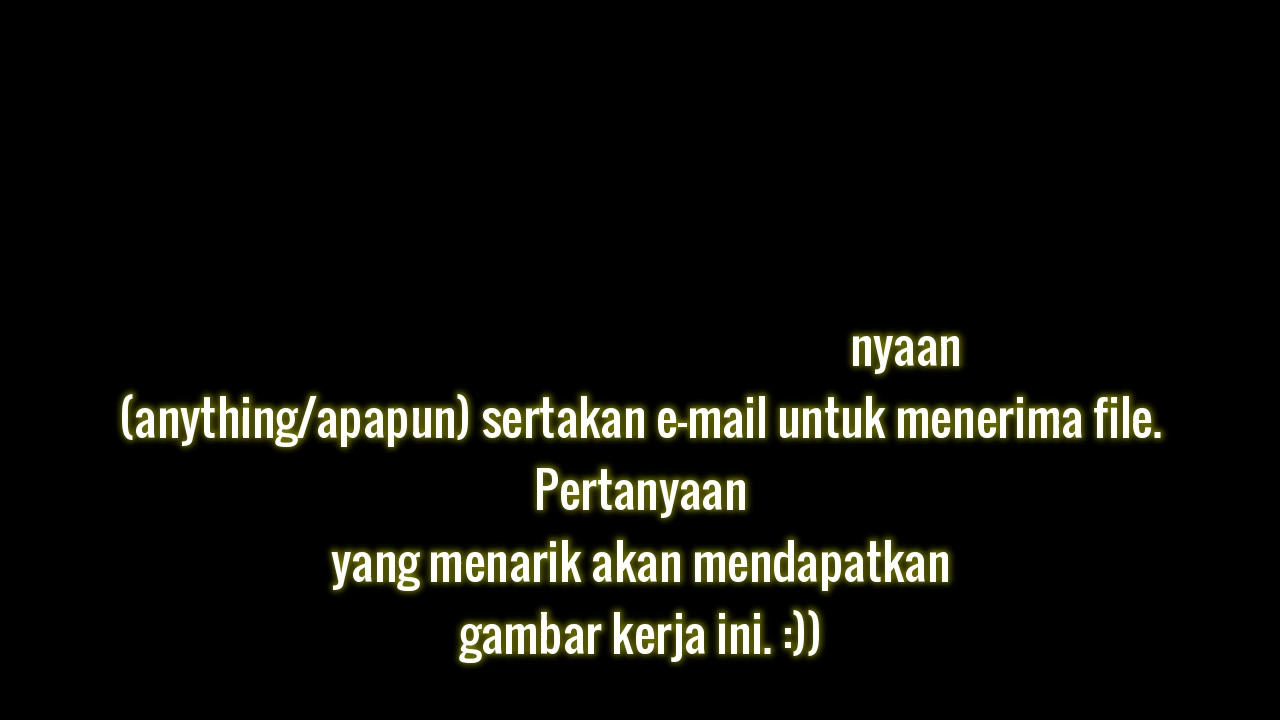 nyaan
(anything/apapun) sertakan e-mail untuk menerima file.
Pertanyaan
yang menarik akan mendapatkan
gambar kerja ini. :))